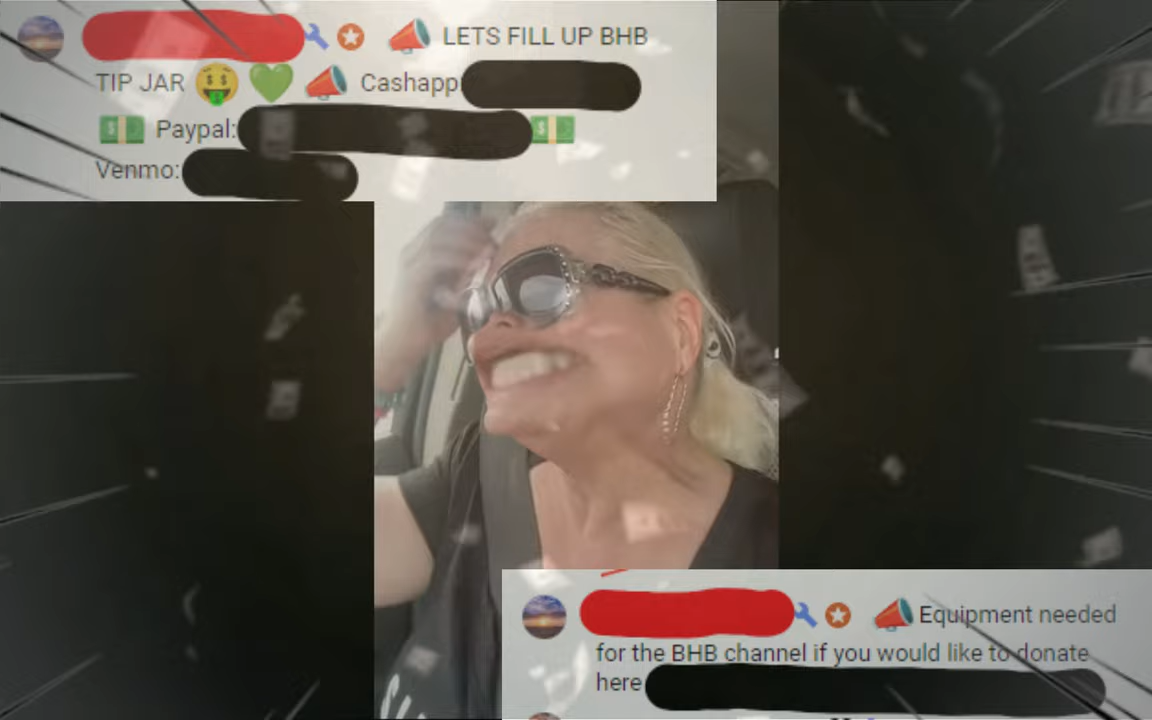 LETS FILL UP BHB
TIP JAR Cashapp:
Paypal:
Venmo:
Equipment needed
for the BHB channel if you would like to donate
here